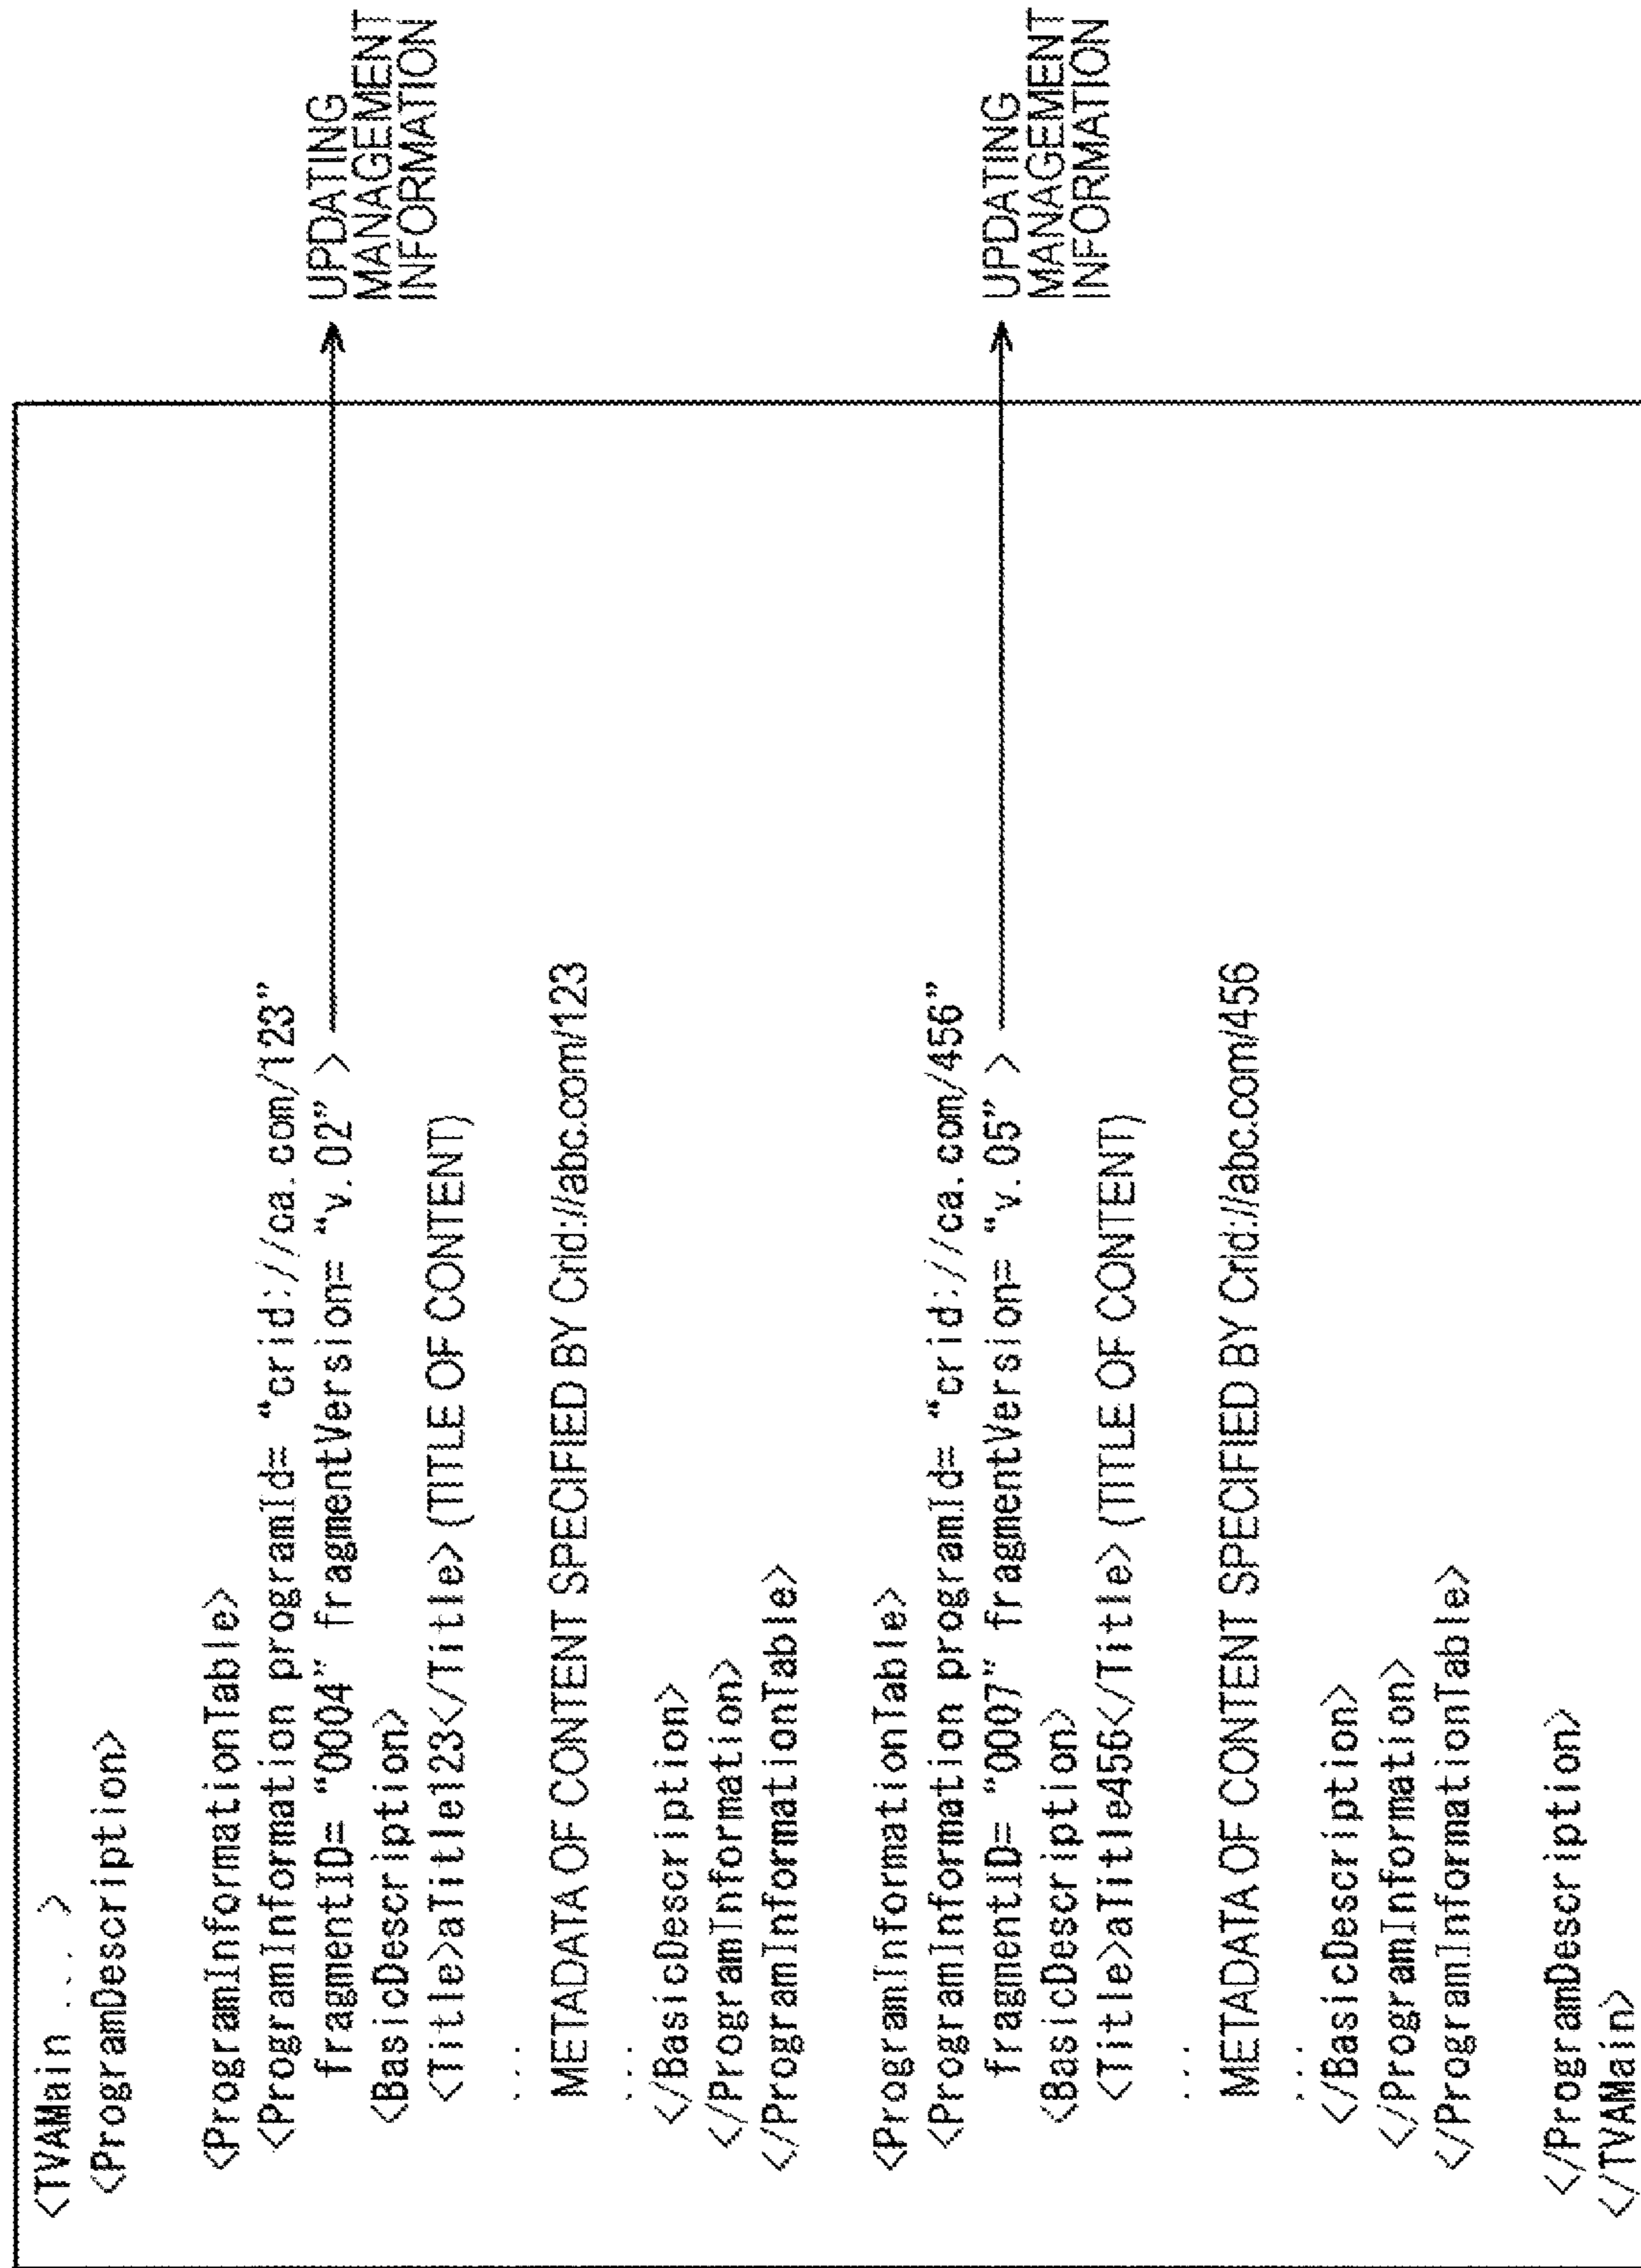 <TVAMain ... >
<ProgramDescription>
<ProgramInformationTable>
<ProgramInformation programId= “crid://ca.com/123”
fragmentID= “0004” fragmentVersion= “v.02” >
UPDATING
MANAGEMENT
INFORMATION
<BasicDescription>
<Title>aTitle123</Title> (TITLE OF CONTENT)
...
METADATA OF CONTENT SPECIFIED BY Crid://abc.com/123
...
</BasicDescription>
</ProgramInformation>
</ProgramInformationTable>
<ProgramInformationTable>
<ProgramInformation programId= “crid://ca.com/456”
fragmentID= “0007” fragmentVersion= “v.05” >
UPDATING
MANAGEMENT
INFORMATION
<BasicDescription>
<Title>aTitle456</Title> (TITLE OF CONTENT)
...
METADATA OF CONTENT SPECIFIED BY Crid://abc.com/456
...
</BasicDescription>
</ProgramInformation>
</ProgramInformationTable>
</ProgramDescription>
</TVAMain>